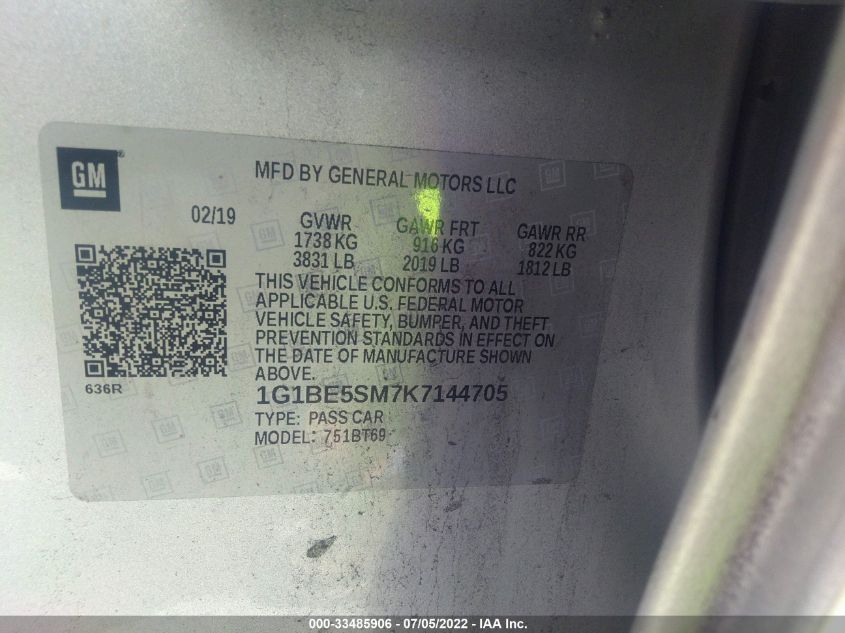 GM
MFD BY GENERAL MOTORS LLC
02/19
GVWR GAWR FRT GAWR RR
1738 KG 916 KG 822 KG
3831 LB 2019 LB 1812 LB
THIS VEHICLE CONFORMS TO ALL
APPLICABLE U.S. FEDERAL MOTOR
VEHICLE SAFETY, BUMPER, AND THEFT
PREVENTION STANDARDS IN EFFECT ON
THE DATE OF MANUFACTURE SHOWN
ABOVE.
636R
1G1BE5SM7K7144705
TYPE: PASS CAR
MODEL: 751BT69
000-33485906 - 07/05/2022 - IAA Inc.